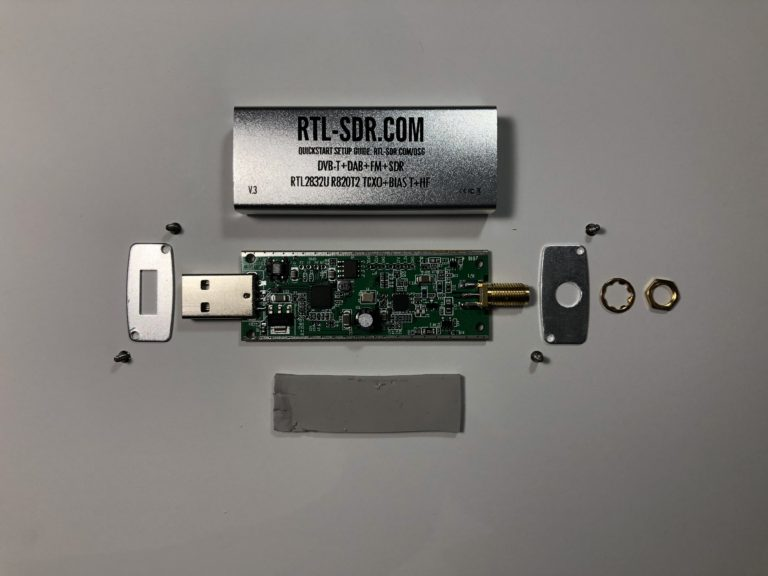 RTL-SDR.COM
QUICKSTART SETUP GUIDE: RTL-SDR.COM/QSG
DVB-T+DAB+FM+SDR
RTL2832U R820T2 TCXO+BIAS T+HF
V.3